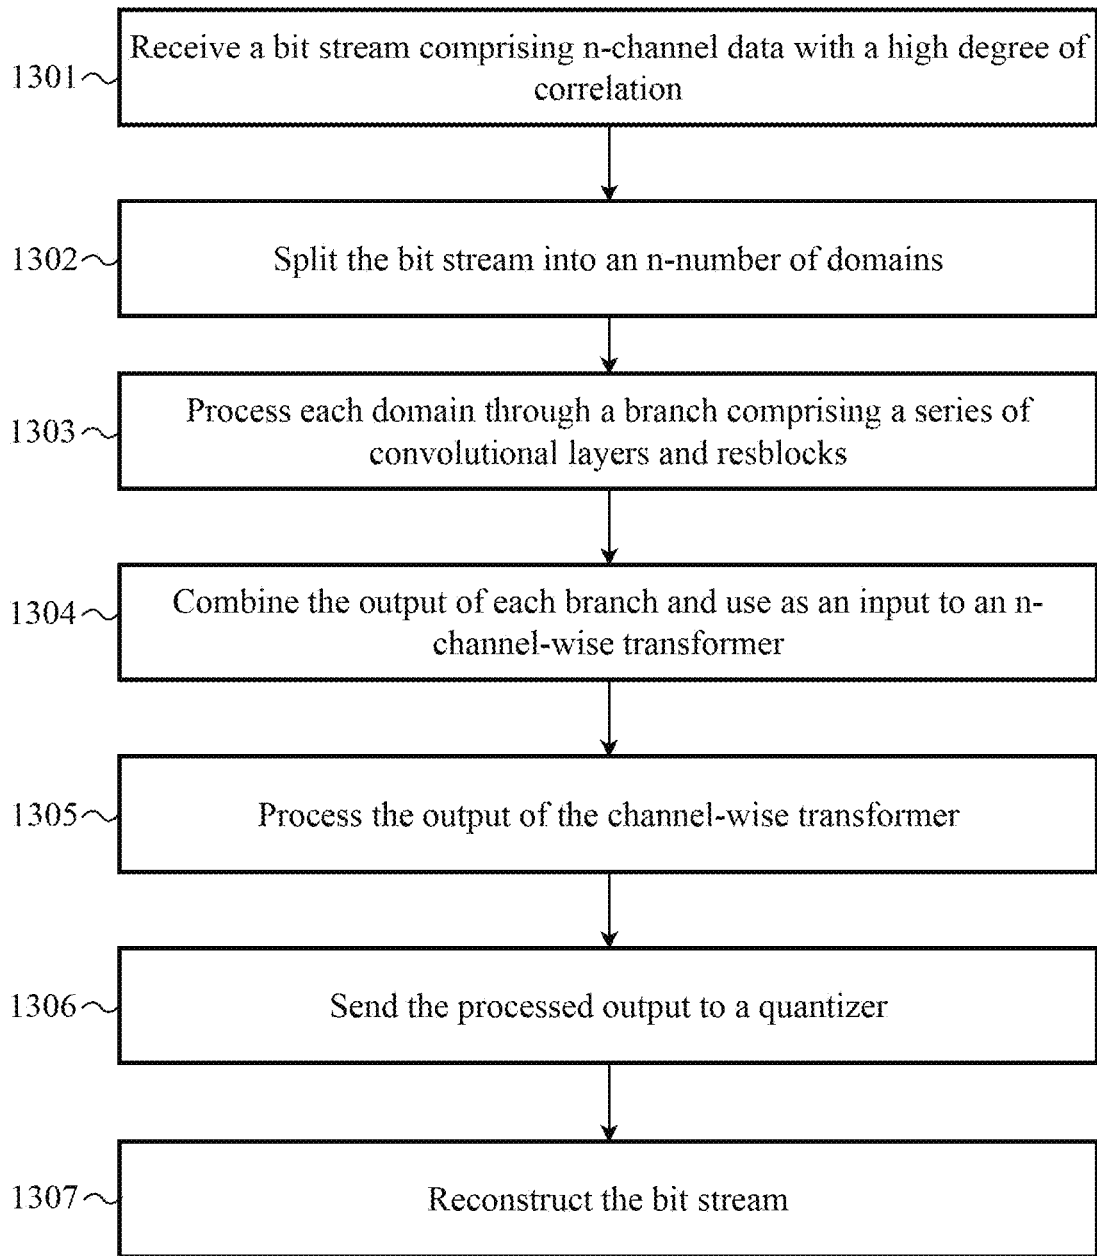 1301
Receive a bit stream comprising n-channel data with a high degree of
correlation
1302
Split the bit stream into an n-number of domains
1303
Process each domain through a branch comprising a series of
convolutional layers and resblocks
1304
Combine the output of each branch and use as an input to an n-
channel-wise transformer
1305
Process the output of the channel-wise transformer
1306
Send the processed output to a quantizer
1307
Reconstruct the bit stream